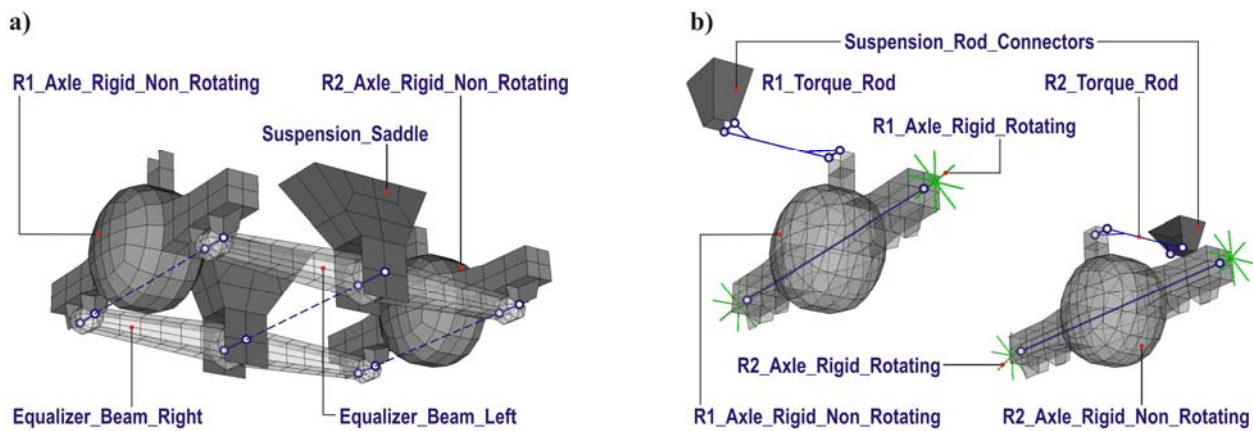 a)
R1_Axle_Rigid_Non_Rotating
R2_Axle_Rigid_Non_Rotating
Suspension_Saddle
Equalizer_Beam_Right
Equalizer_Beam_Left
b)
Suspension_Rod_Connectors
R1_Torque_Rod
R2_Torque_Rod
R1_Axle_Rigid_Rotating
R2_Axle_Rigid_Rotating
R1_Axle_Rigid_Non_Rotating
R2_Axle_Rigid_Non_Rotating